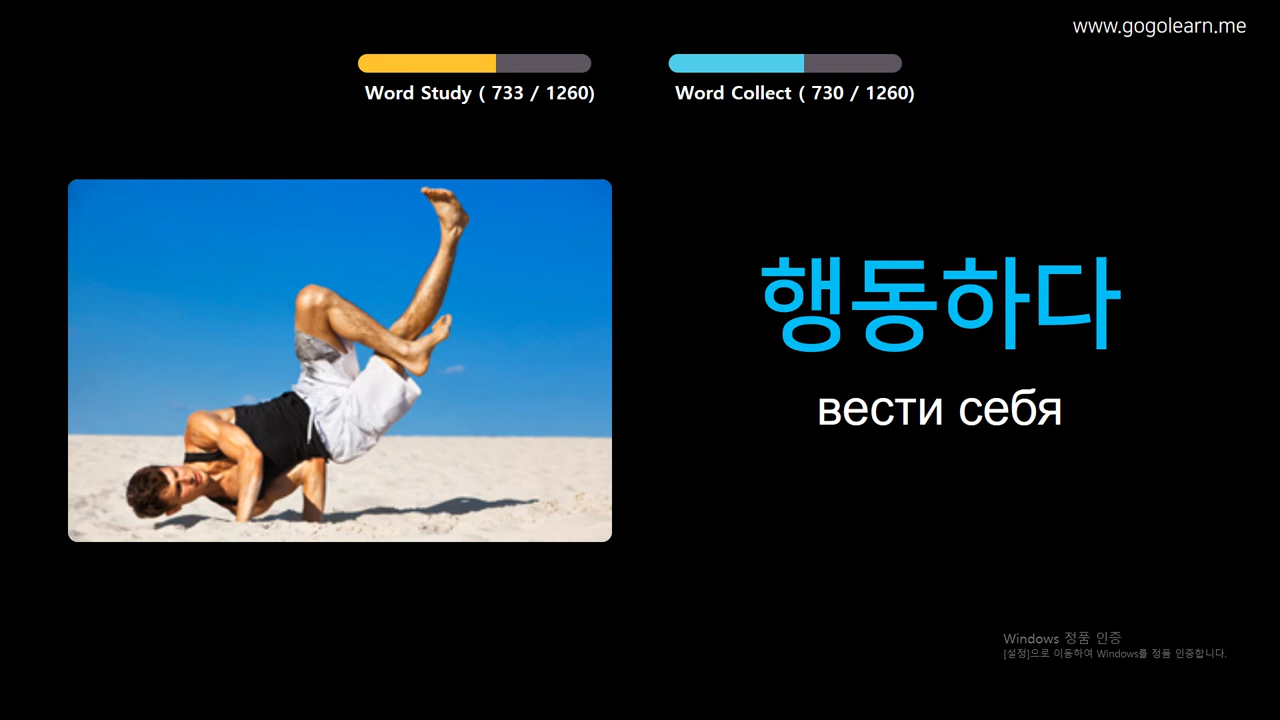 www.gogolearn.me
Word Study ( 733 / 1260)
Word Collect ( 730 / 1260)
행동하다
вести себя
Windows 정품 인증
[설정]으로 이동하여 Windows를 정품 인증합니다.